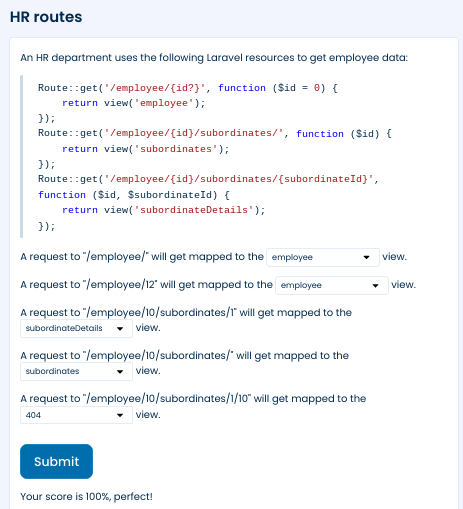 HR routes
An HR department uses the following Laravel resources to get employee data:
Route::get('/employee/{id?}', function ($id = 0) {
    return view('employee');
});
Route::get('/employee/{id}/subordinates/', function ($id) {
    return view('subordinates');
});
Route::get('/employee/{id}/subordinates/{subordinateId}',
function ($id, $subordinateId) {
    return view('subordinateDetails');
});
A request to "/employee/" will get mapped to the employee view.
A request to "/employee/12" will get mapped to the employee view.
A request to "/employee/10/subordinates/1" will get mapped to the
subordinateDetails view.
A request to "/employee/10/subordinates/" will get mapped to the
subordinates view.
A request to "/employee/10/subordinates/1/10" will get mapped to the
404 view.
Submit
Your score is 100%, perfect!